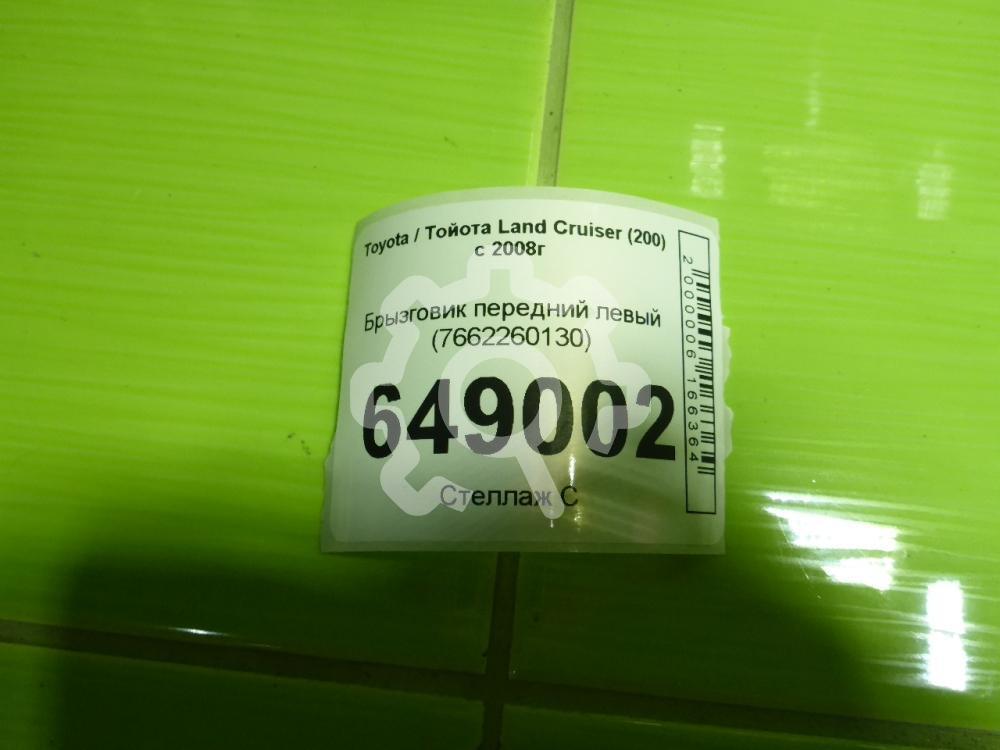 Toyota / Тойота Land Cruiser (200)
с 2008г
Брызговик передний левый
(7662260130)
649002
Стеллаж С
2000006166364